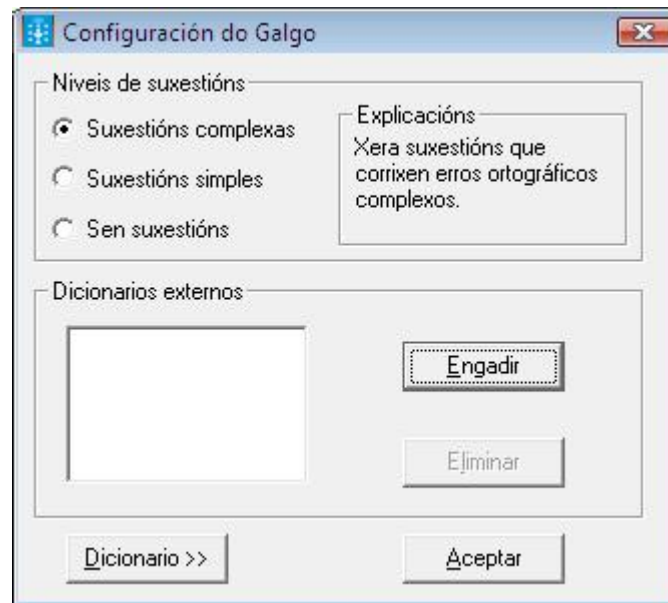 Configuración do Galgo
Niveis de suxestións
Suxestións complexas
Suxestións simples
Sen suxestións
Explicacións
Xera suxestións que
corrixen erros ortográficos
complexos.
Dicionarios externos
Engadir
Eliminar
Dicionario >>
Aceptar